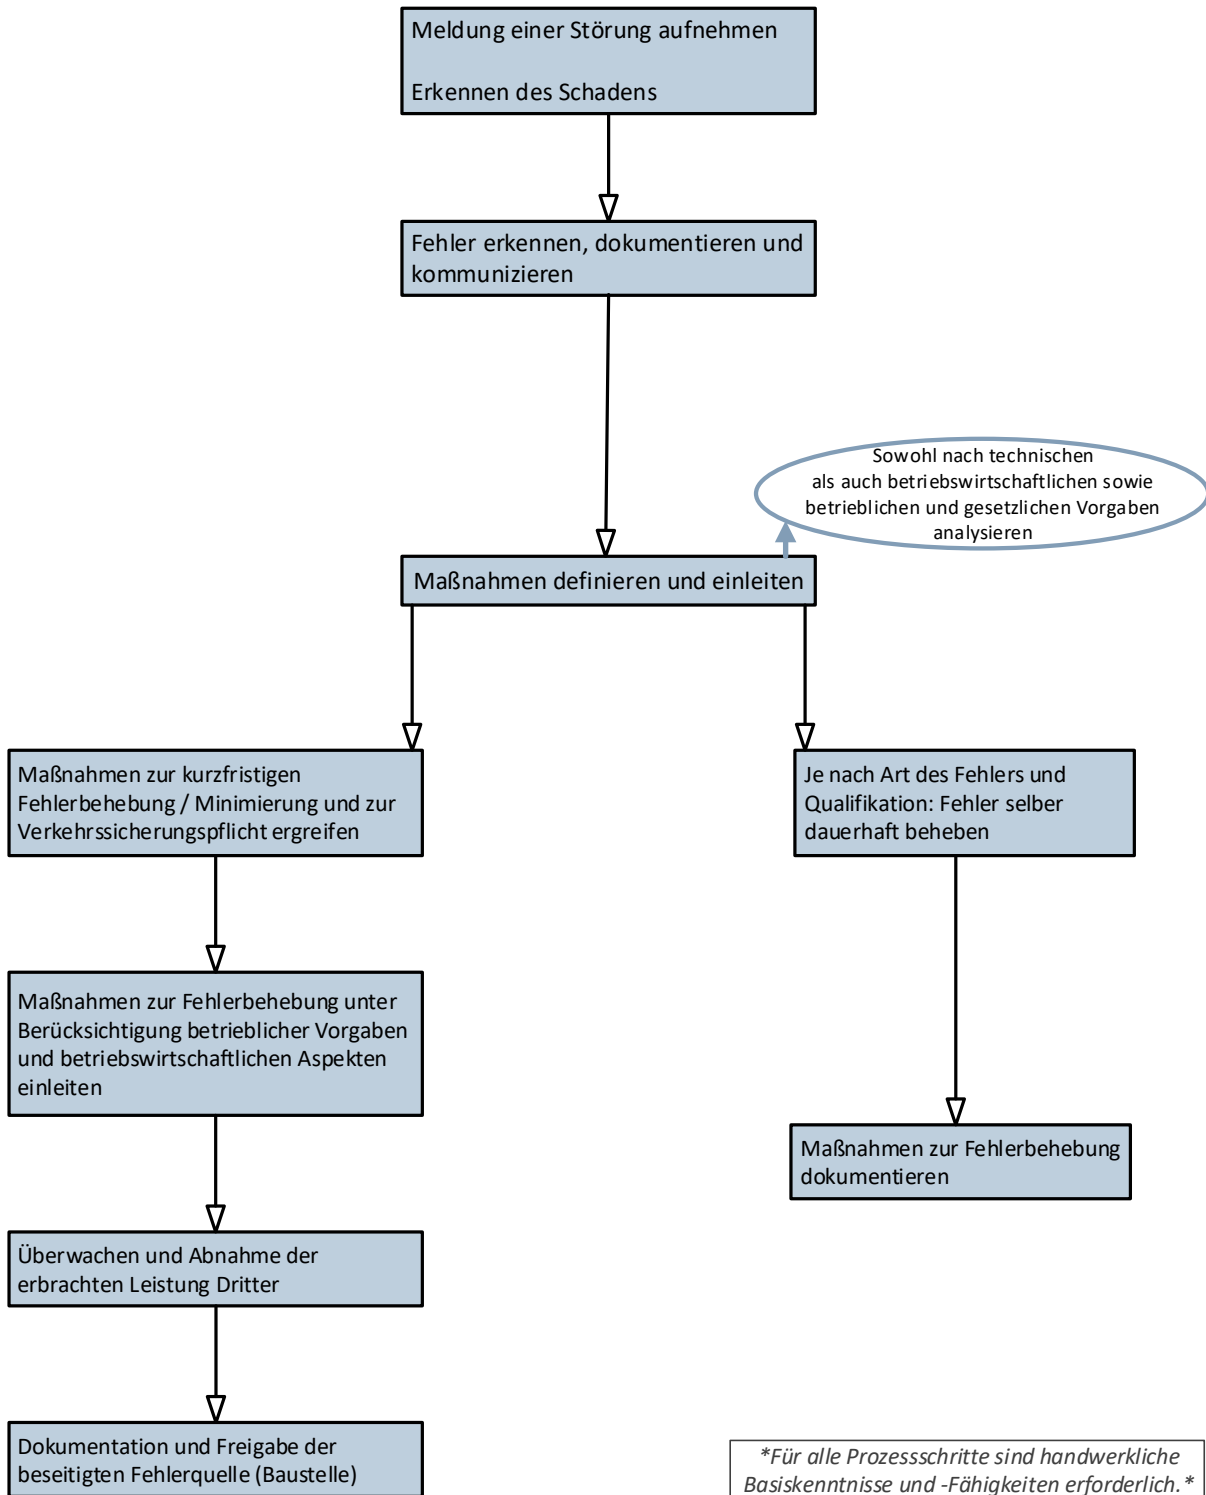 Meldung einer Störung aufnehmen
Erkennen des Schadens
Fehler erkennen, dokumentieren und
kommunizieren
Sowohl nach technischen
als auch betriebswirtschaftlichen sowie
betrieblichen und gesetzlichen Vorgaben
analysieren
Maßnahmen definieren und einleiten
Maßnahmen zur kurzfristigen
Fehlerbehebung / Minimierung und zur
Verkehrssicherungspflicht ergreifen
Je nach Art des Fehlers und
Qualifikation: Fehler selber
dauerhaft beheben
Maßnahmen zur Fehlerbehebung unter
Berücksichtigung betrieblicher Vorgaben
und betriebswirtschaftlichen Aspekten
einleiten
Maßnahmen zur Fehlerbehebung
dokumentieren
Überwachen und Abnahme der
erbrachten Leistung Dritter
Dokumentation und Freigabe der
beseitigten Fehlerquelle (Baustelle)
*Für alle Prozessschritte sind handwerkliche
Basiskenntnisse und -Fähigkeiten erforderlich.*